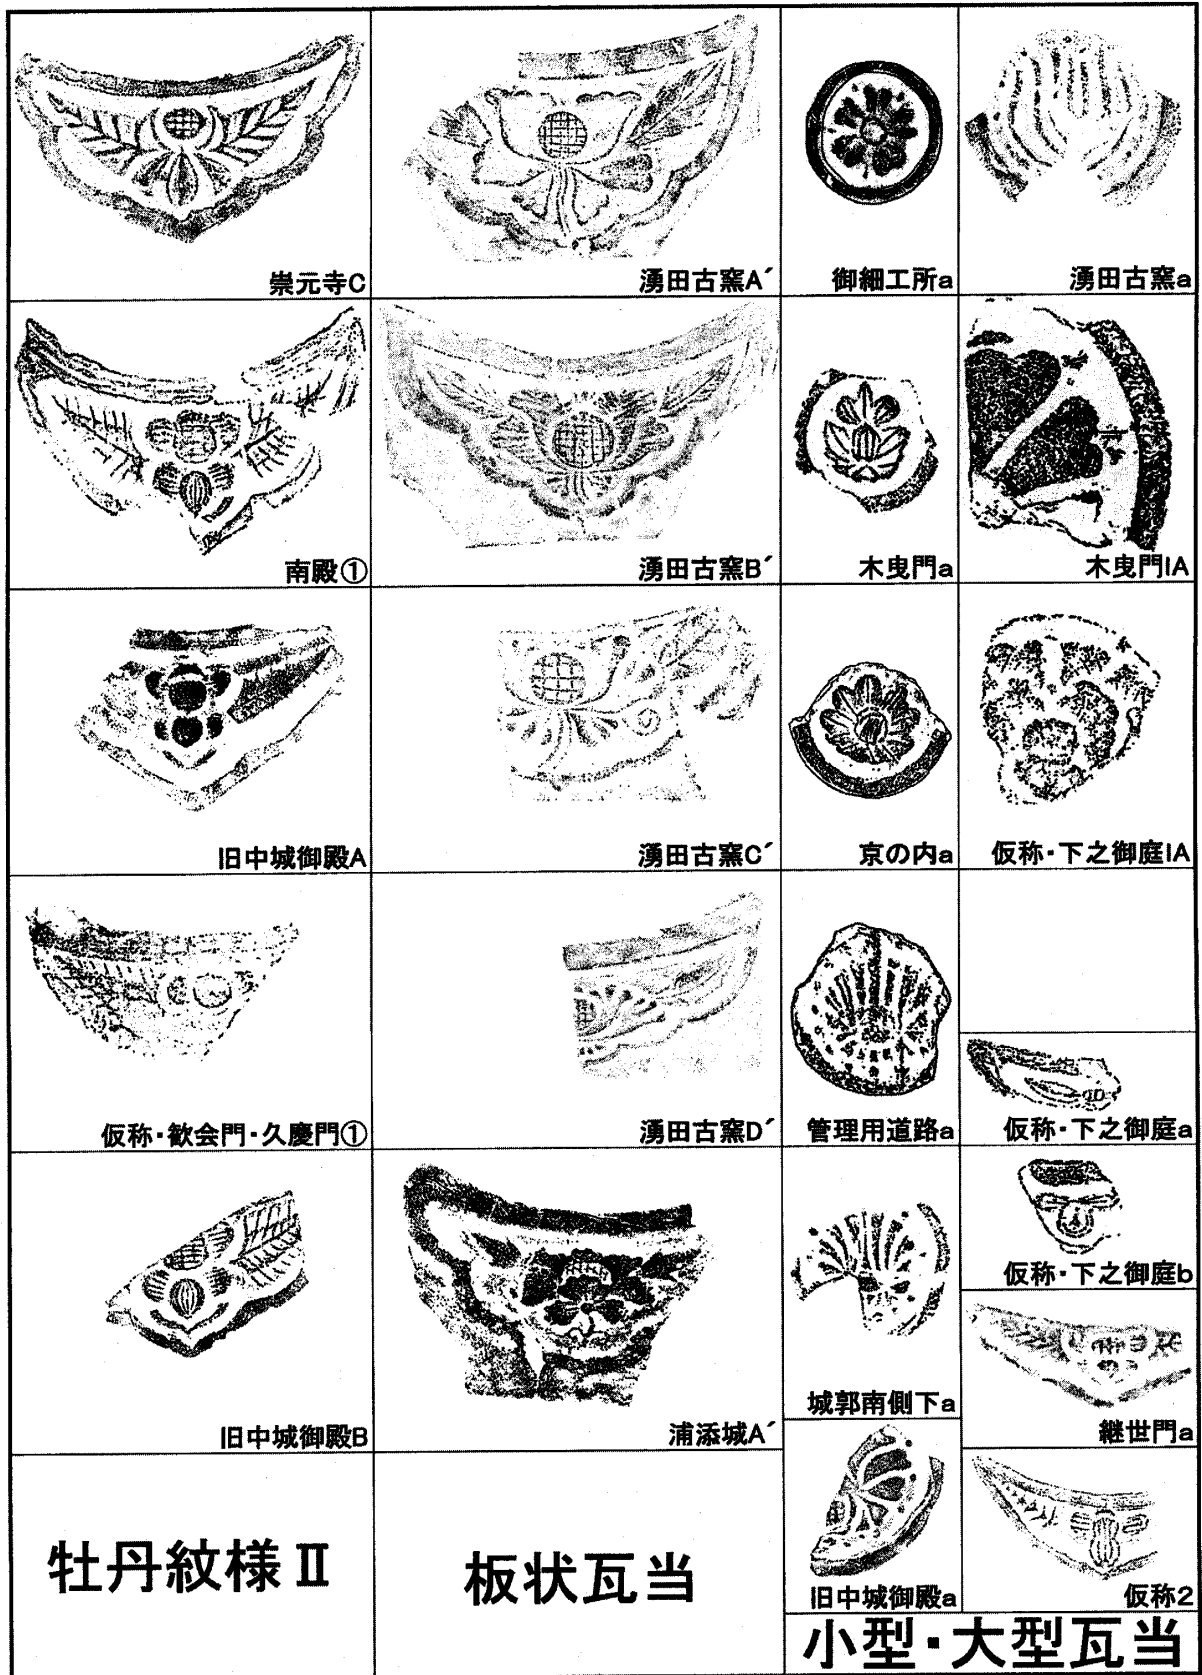 崇元寺C
湧田古窯A´
御細工所a
湧田古窯a
南殿①
湧田古窯B´
木曳門a
木曳門IA
旧中城御殿A
湧田古窯C´
京の内a
仮称・下之御庭IA
仮称・歓会門・久慶門①
湧田古窯D´
管理用道路a
仮称・下之御庭a
仮称・下之御庭b
旧中城御殿B
浦添城A´
城郭南側下a
継世門a
旧中城御殿a
仮称2
牡丹紋様Ⅱ
板状瓦当
小型・大型瓦当